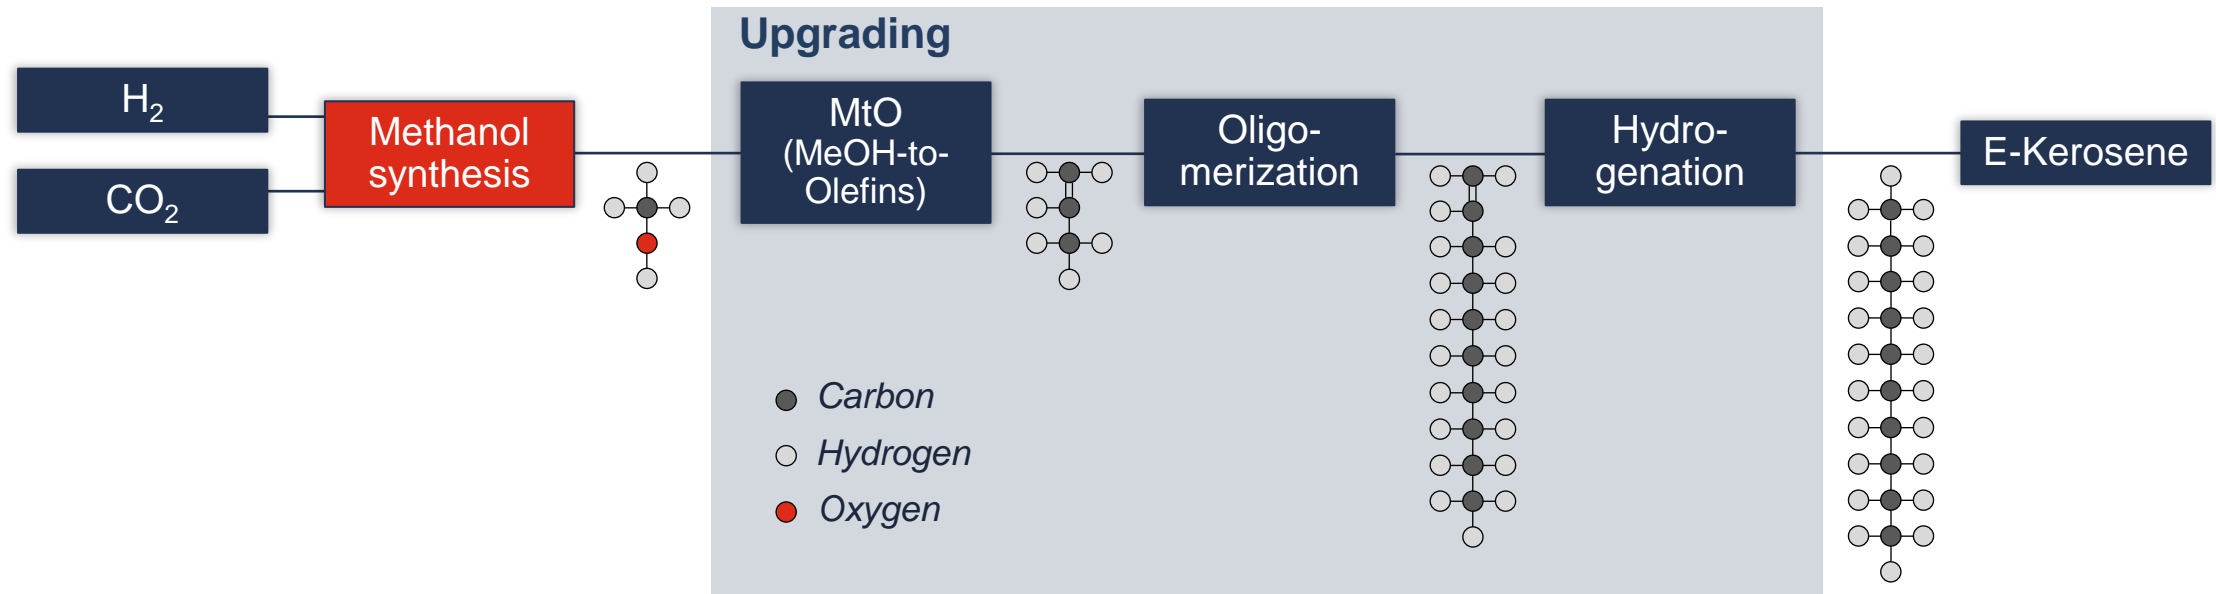 Upgrading
H₂
CO₂
Methanol
synthesis
MtO
(MeOH-to-
Olefins)
Oligo-
merization
Hydro-
genation
E-Kerosene
Carbon
Hydrogen
Oxygen